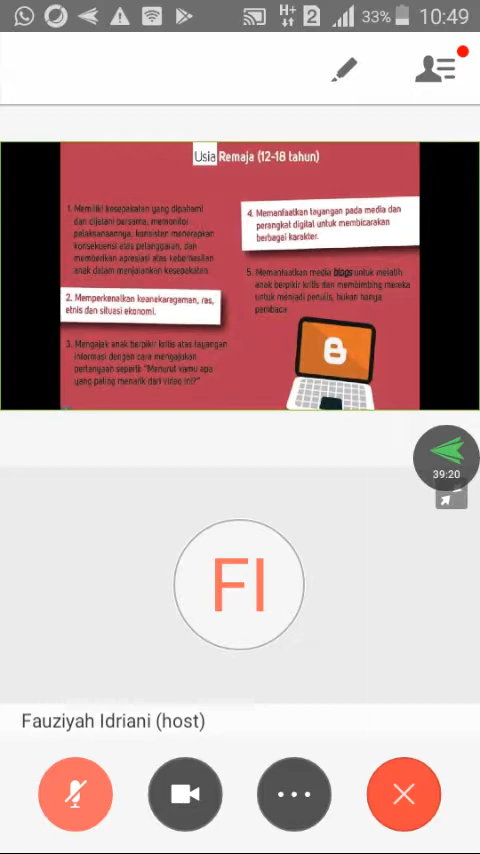 H+
2
33%
10:49
Usia Remaja (12-18 tahun)
1. Memiliki kesepakatan yang dipahami
dan dijalani bersama, memonitor
pelaksanaannya, konsisten menerapkan
konsekuensi atas pelanggaran, dan
memberikan apresiasi atas keberhasilan
anak dalam menjalankan kesepakatan.
2. Memperkenalkan keanekaragaman, ras,
etnis dan situasi ekonomi.
3. Mengajak anak berpikir kritis atas tayangan
informasi dengan cara mengajukan
pertanyaan seperti "Menurut kamu apa
yang paling menarik dari video ini?"
4. Memanfaatkan tayangan pada media dan
perangkat digital untuk membicarakan
berbagai karakter.
5. Memanfaatkan media blogs untuk melatih
anak berpikir kritis dan membimbing mereka
untuk menjadi penulis, bukan hanya
pembaca
39:20
FI
Fauziyah Idriani (host)